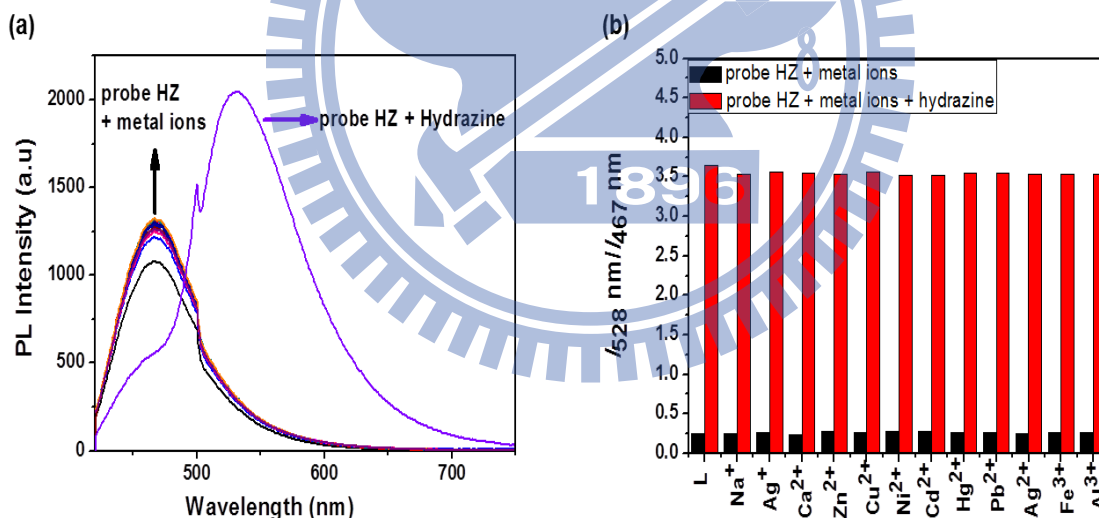 (a)
(b)
PL Intensity (a.u)
2000
1500
1000
500
0
probe HZ
+ metal ions
probe HZ + Hydrazine
500
600
700
Wavelength (nm)
I528 nm/I467 nm
5.0
4.5
4.0
3.5
3.0
2.5
2.0
1.5
1.0
0.5
0.0
probe HZ + metal ions
probe HZ + metal ions + hydrazine
L
Na+
Ag+
Ca2+
Zn2+
Cu2+
Ni2+
Cd2+
Hg2+
Pb2+
Ag2+
Fe3+
Al3+
1896